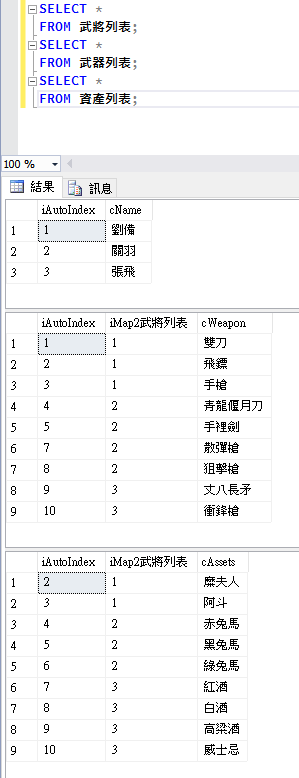 SELECT *
FROM 武將列表;
SELECT *
FROM 武器列表;
SELECT *
FROM 資產列表;
100 %
結果 訊息
iAutoIndex cName
1 1 劉備
2 2 關羽
3 3 張飛
iAutoIndex iMap2武將列表 cWeapon
1 1 1 雙刀
2 2 1 飛鏢
3 3 1 手槍
4 4 2 青龍偃月刀
5 5 2 手裡劍
6 7 2 散彈槍
7 8 2 狙擊槍
8 9 3 丈八長矛
9 10 3 衝鋒槍
iAutoIndex iMap2武將列表 cAssets
1 2 1 糜夫人
2 3 1 阿斗
3 4 2 赤兔馬
4 5 2 黑兔馬
5 6 2 綠兔馬
6 7 3 紅酒
7 8 3 白酒
8 9 3 高梁酒
9 10 3 威士忌